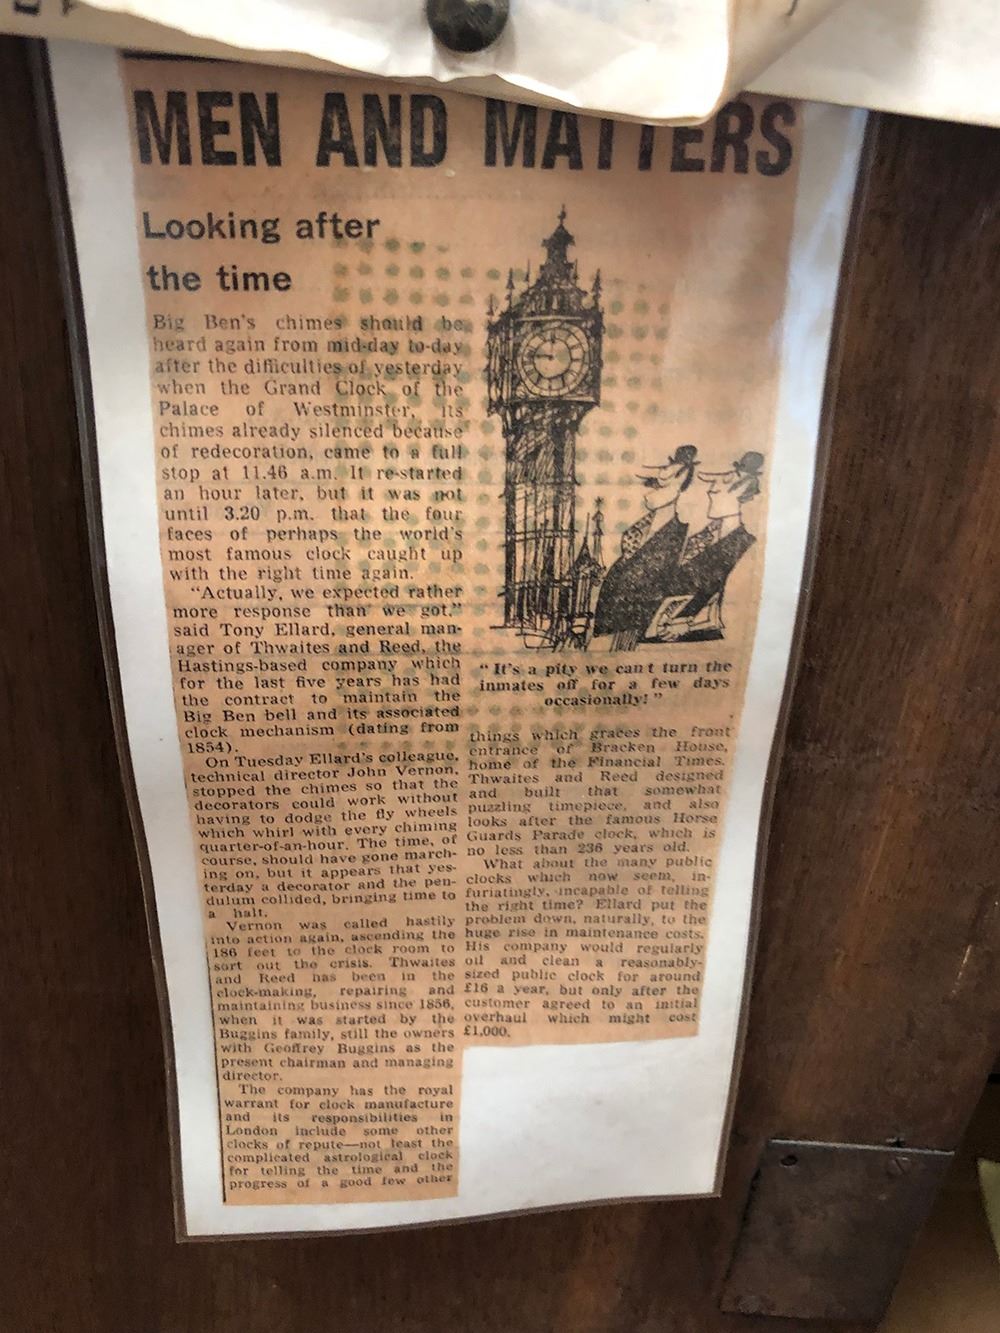 MEN AND MATTERS
Looking after
the time
Big Ben's chimes should be
heard again from mid-day to-day
after the difficulties of yesterday
when the Grand Clock of the
Palace of Westminster, its
chimes already silenced because
of redecoration, came to a full
stop at 11.46 a.m. It re-started
an hour later, but it was not
until 3.20 p.m. that the four
faces of perhaps the world's
most famous clock caught up
with the right time again.
"Actually, we expected rather
more response than we got,"
said Tony Ellard, general man-
ager of Thwaites and Reed, the
Hastings-based company which
for the last five years has had
the contract to maintain the
Big Ben bell and its associated
clock mechanism (dating from
1854).
On Tuesday Ellard's colleague,
technical director John Vernon,
stopped the chimes so that the
decorators could work without
having to dodge the fly wheels
which whirl with every chiming
quarter-of-an-hour. The time, of
course, should have gone march-
ing on, but it appears that yes-
terday a decorator and the pen-
dulum collided, bringing time to
a halt.
Vernon was called hastily
into action again, ascending the
186 feet to the clock room to
sort out the crisis. Thwaites
and Reed has been in the
clock-making, repairing and
maintaining business since 1856,
when it was started by the
Buggins family, still the owners
with Geoffrey Buggins as the
present chairman and managing
director.
The company has the royal
warrant for clock manufacture
and its responsibilities in
London include some other
clocks of repute—not least the
complicated astrological clock
for telling the time and the
progress of a good few other
"It's a pity we can't turn the
inmates off for a few days
occasionally!"
things which graces the front
entrance of Bracken House,
home of the Financial Times.
Thwaites and Reed designed
and built that somewhat
puzzling timepiece, and also
looks after the famous Horse
Guards Parade clock, which is
no less than 236 years old.
What about the many public
clocks which now seem, in-
furiatingly, incapable of telling
the right time? Ellard put the
problem down, naturally, to the
huge rise in maintenance costs.
His company would regularly
oil and clean a reasonably-
sized public clock for around
£16 a year, but only after the
customer agreed to an initial
overhaul which might cost
£1,000.